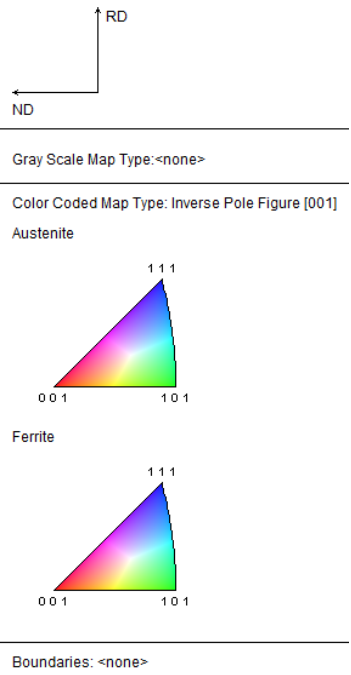 RD
ND
Gray Scale Map Type:<none>
Color Coded Map Type: Inverse Pole Figure [001]
Austenite
1 1 1
0 0 1 1 0 1
Ferrite
1 1 1
0 0 1 1 0 1
Boundaries: <none>